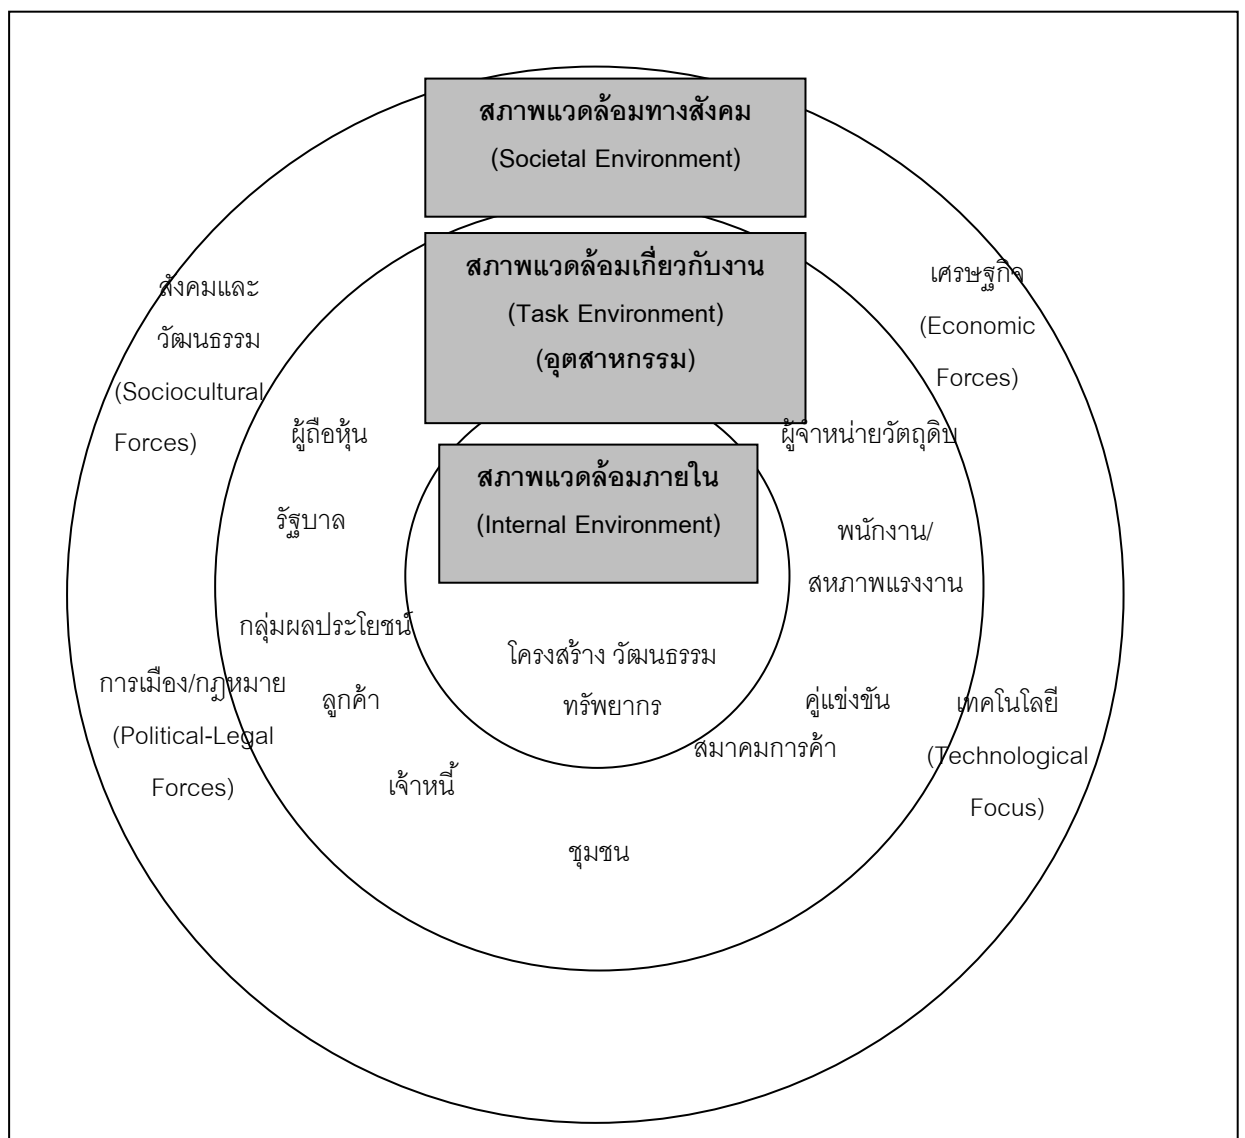 สภาพแวดล้อมทางสังคม
(Societal Environment)
สภาพแวดล้อมเกี่ยวกับงาน
(Task Environment)
(อุตสาหกรรม)
สภาพแวดล้อมภายใน
(Internal Environment)
สังคมและ
วัฒนธรรม
(Sociocultural
Forces)
เศรษฐกิจ
(Economic
Forces)
ผู้ถือหุ้น
ผู้จำหน่ายวัตถุดิบ
รัฐบาล
พนักงาน/
สหภาพแรงงาน
กลุ่มผลประโยชน์
โครงสร้าง วัฒนธรรม
ทรัพยากร
การเมือง/กฎหมาย
(Political-Legal
Forces)
ลูกค้า
คู่แข่งขัน
เทคโนโลยี
(Technological
Focus)
สมาคมการค้า
เจ้าหนี้
ชุมชน